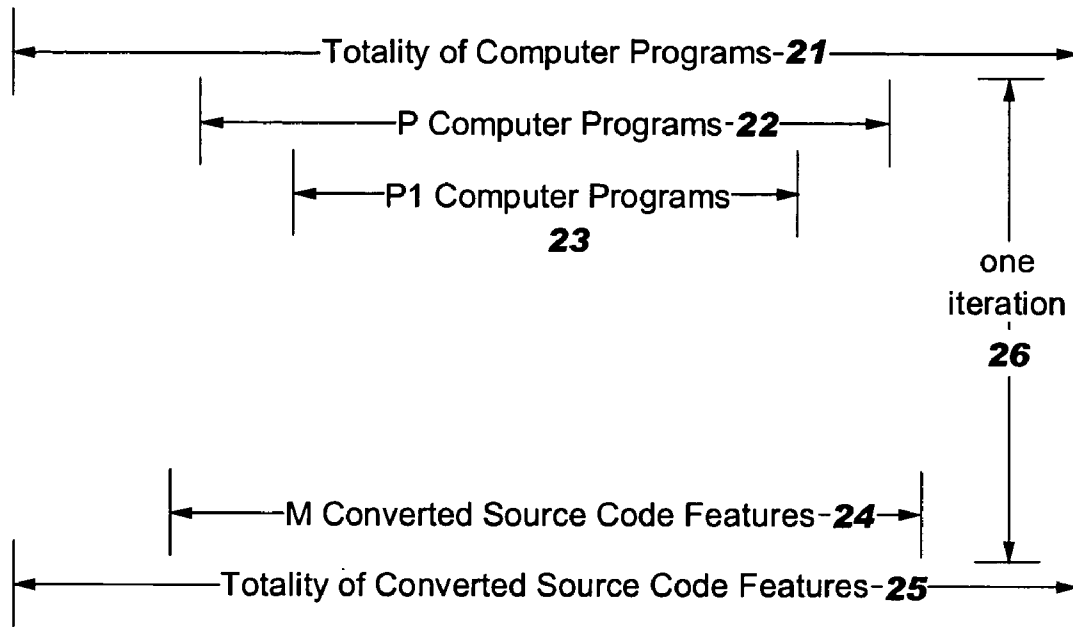 Totality of Computer Programs-21
P Computer Programs-22
P1 Computer Programs
23
one
iteration
26
M Converted Source Code Features-24
Totality of Converted Source Code Features-25